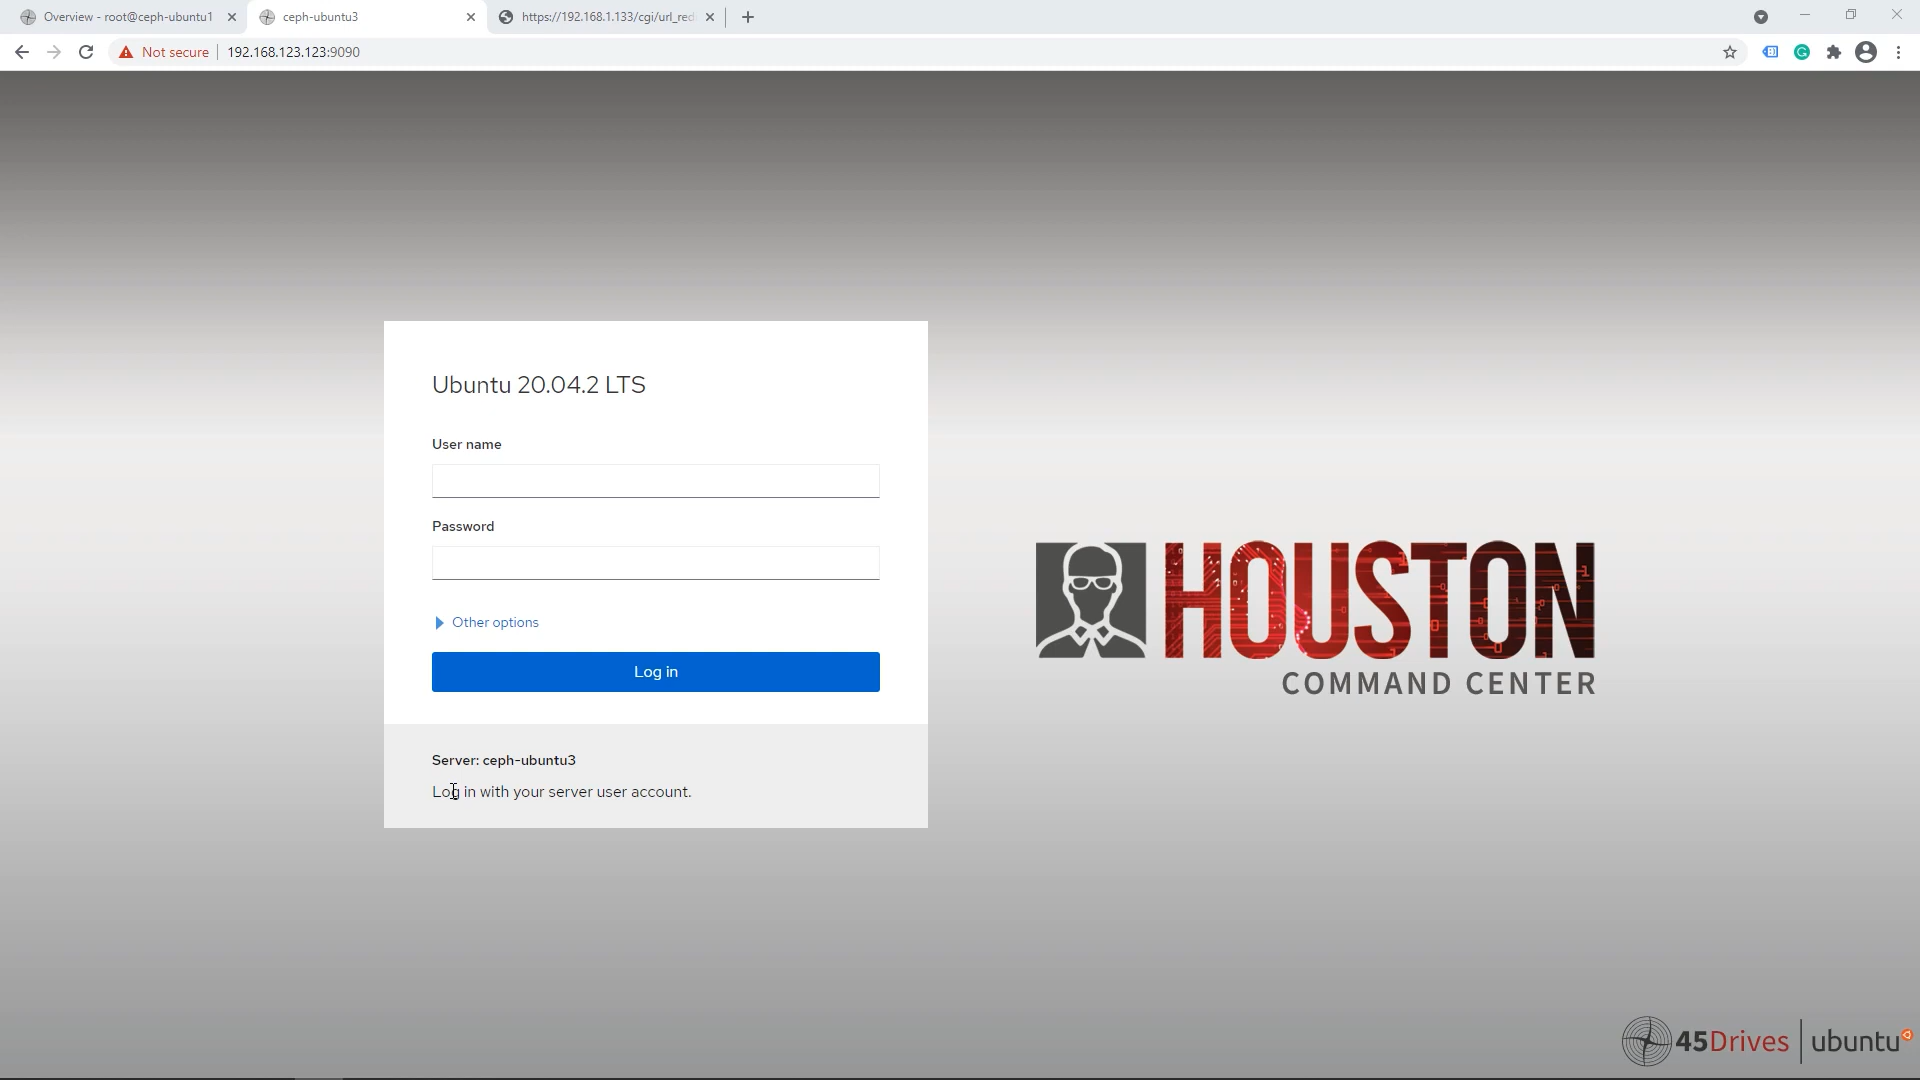 Overview - root@ceph-ubuntu1
ceph-ubuntu3
https://192.168.1.133/cgi/url_red
Not secure
192.168.123.123:9090
Ubuntu 20.04.2 LTS
User name
Password
Other options
Log in
Server: ceph-ubuntu3
Log in with your server user account.
HOUSTON
COMMAND CENTER
45Drives
ubuntu